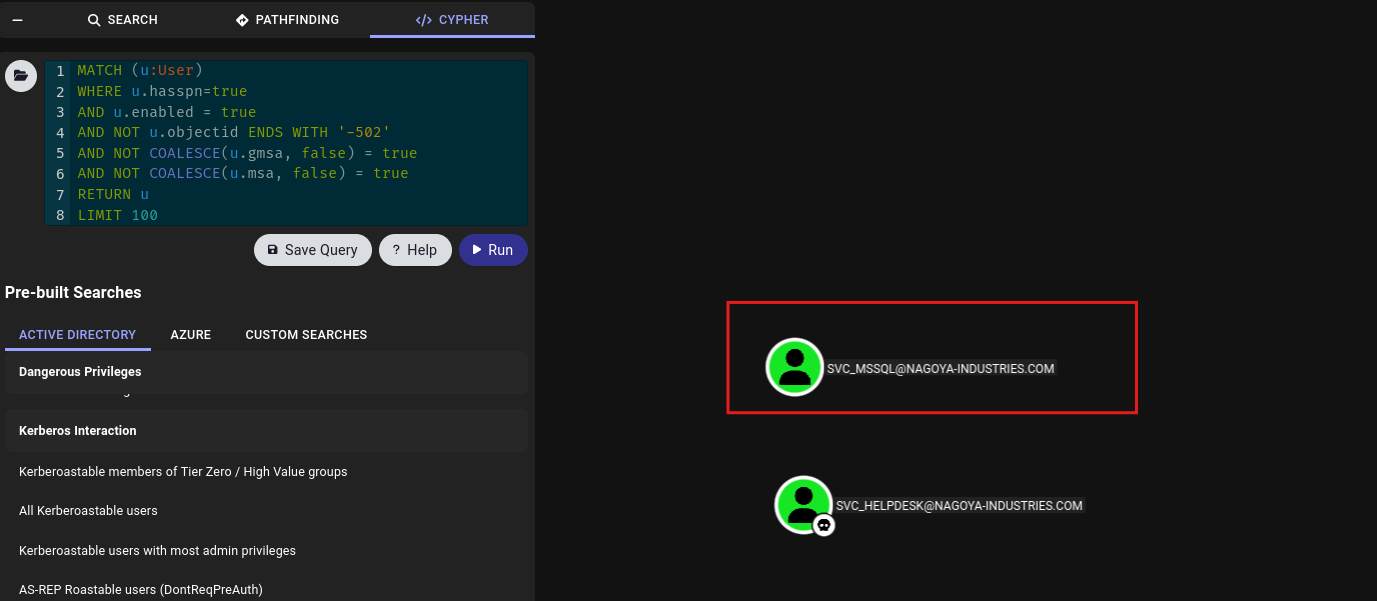 SEARCH
PATHFINDING
</> CYPHER
1 MATCH (u:User)
2 WHERE u.hasspn=true
3 AND u.enabled = true
4 AND NOT u.objectid ENDS WITH '-502'
5 AND NOT COALESCE(u.gmsa, false) = true
6 AND NOT COALESCE(u.msa, false) = true
7 RETURN u
8 LIMIT 100
Save Query
? Help
Run
Pre-built Searches
ACTIVE DIRECTORY
AZURE
CUSTOM SEARCHES
Dangerous Privileges
Kerberos Interaction
Kerberoastable members of Tier Zero / High Value groups
All Kerberoastable users
Kerberoastable users with most admin privileges
AS-REP Roastable users (DontReqPreAuth)
SVC_MSSQL@NAGOYA-INDUSTRIES.COM
SVC_HELPDESK@NAGOYA-INDUSTRIES.COM